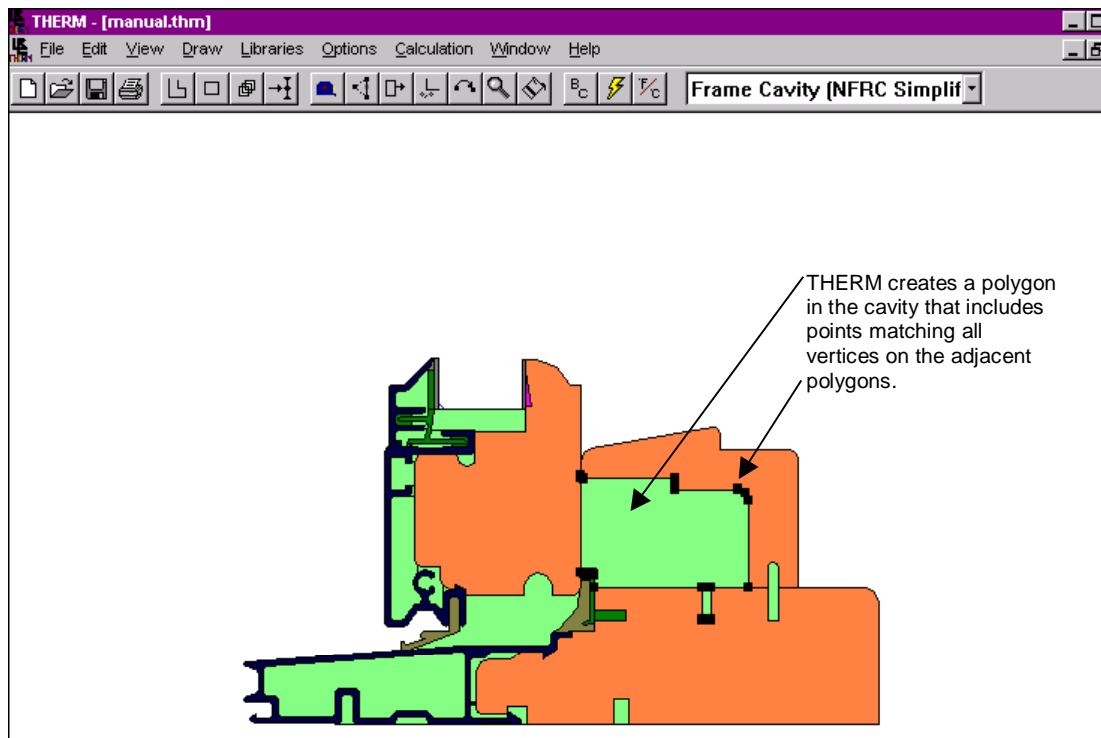 THERM - [manual.thm]
File Edit View Draw Libraries Options Calculation Window Help
BC F/C Frame Cavity (NFRC Simplif
THERM creates a polygon
in the cavity that includes
points matching all
vertices on the adjacent
polygons.